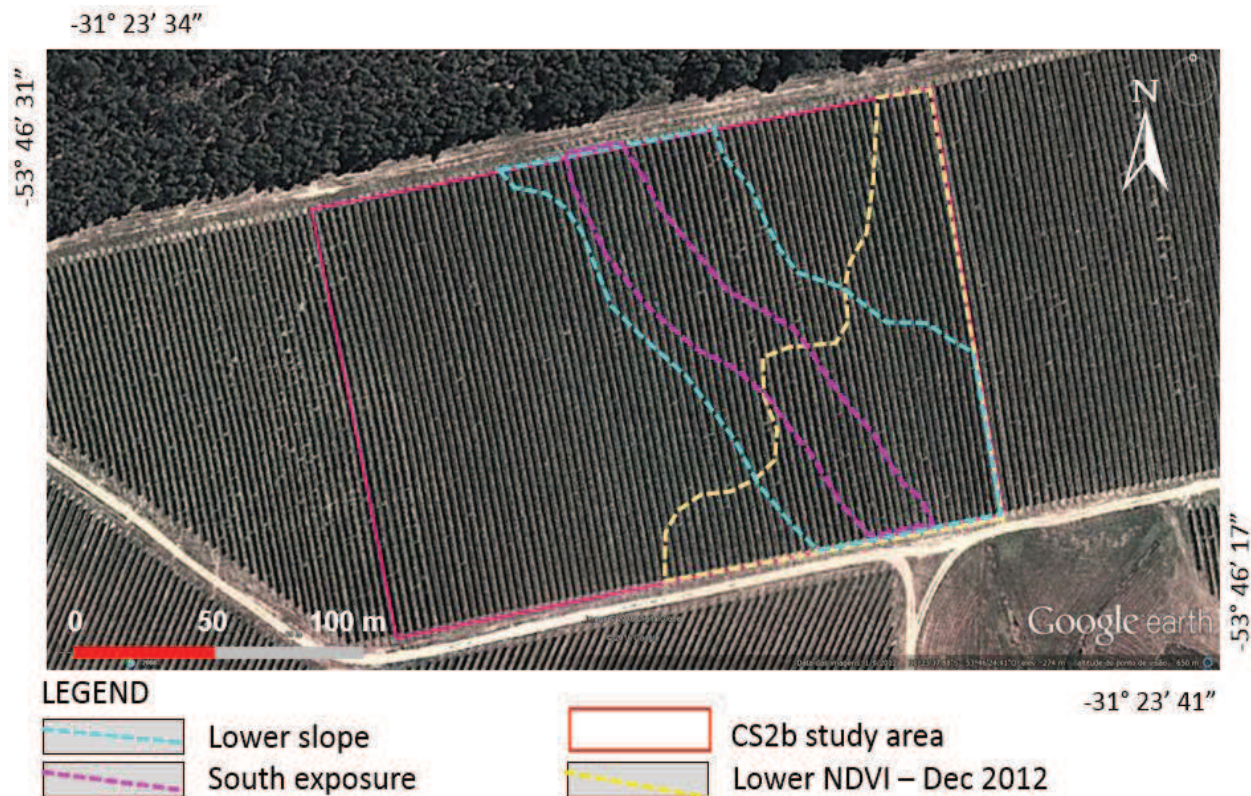 -31° 23’ 34”
-53° 46’ 31”
N
-53° 46’ 17”
0 50 100 m
Google earth
-31° 23’ 41”
LEGEND
Lower slope
South exposure
CS2b study area
Lower NDVI – Dec 2012